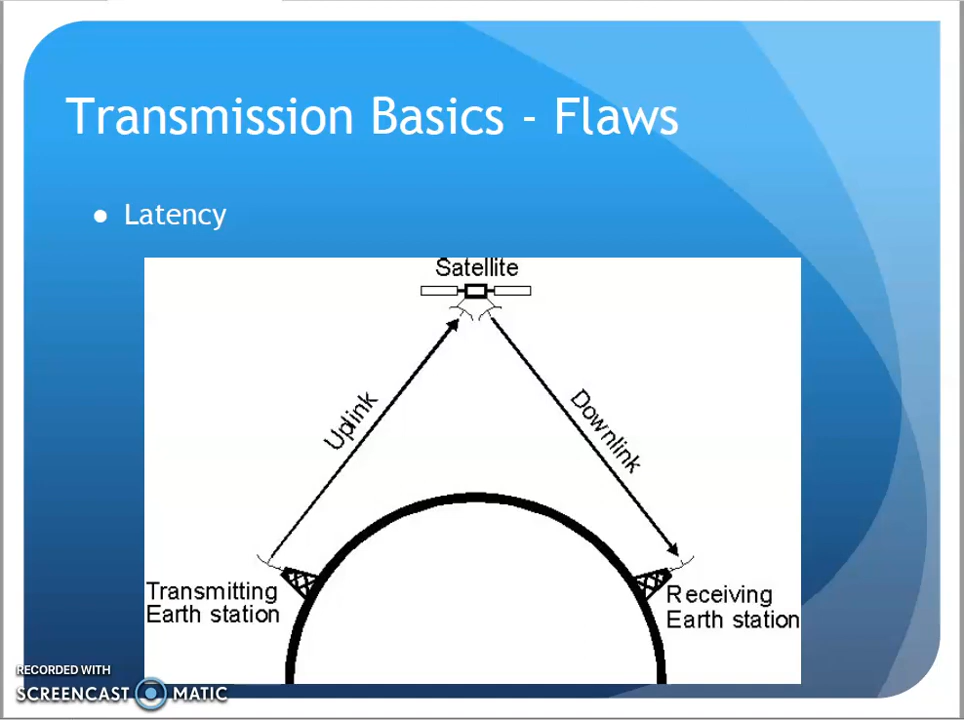 Transmission Basics - Flaws
● Latency
Satellite
Uplink
Downlink
Transmitting
Earth station
Receiving
Earth station
RECORDED WITH
SCREENCAST MATIC